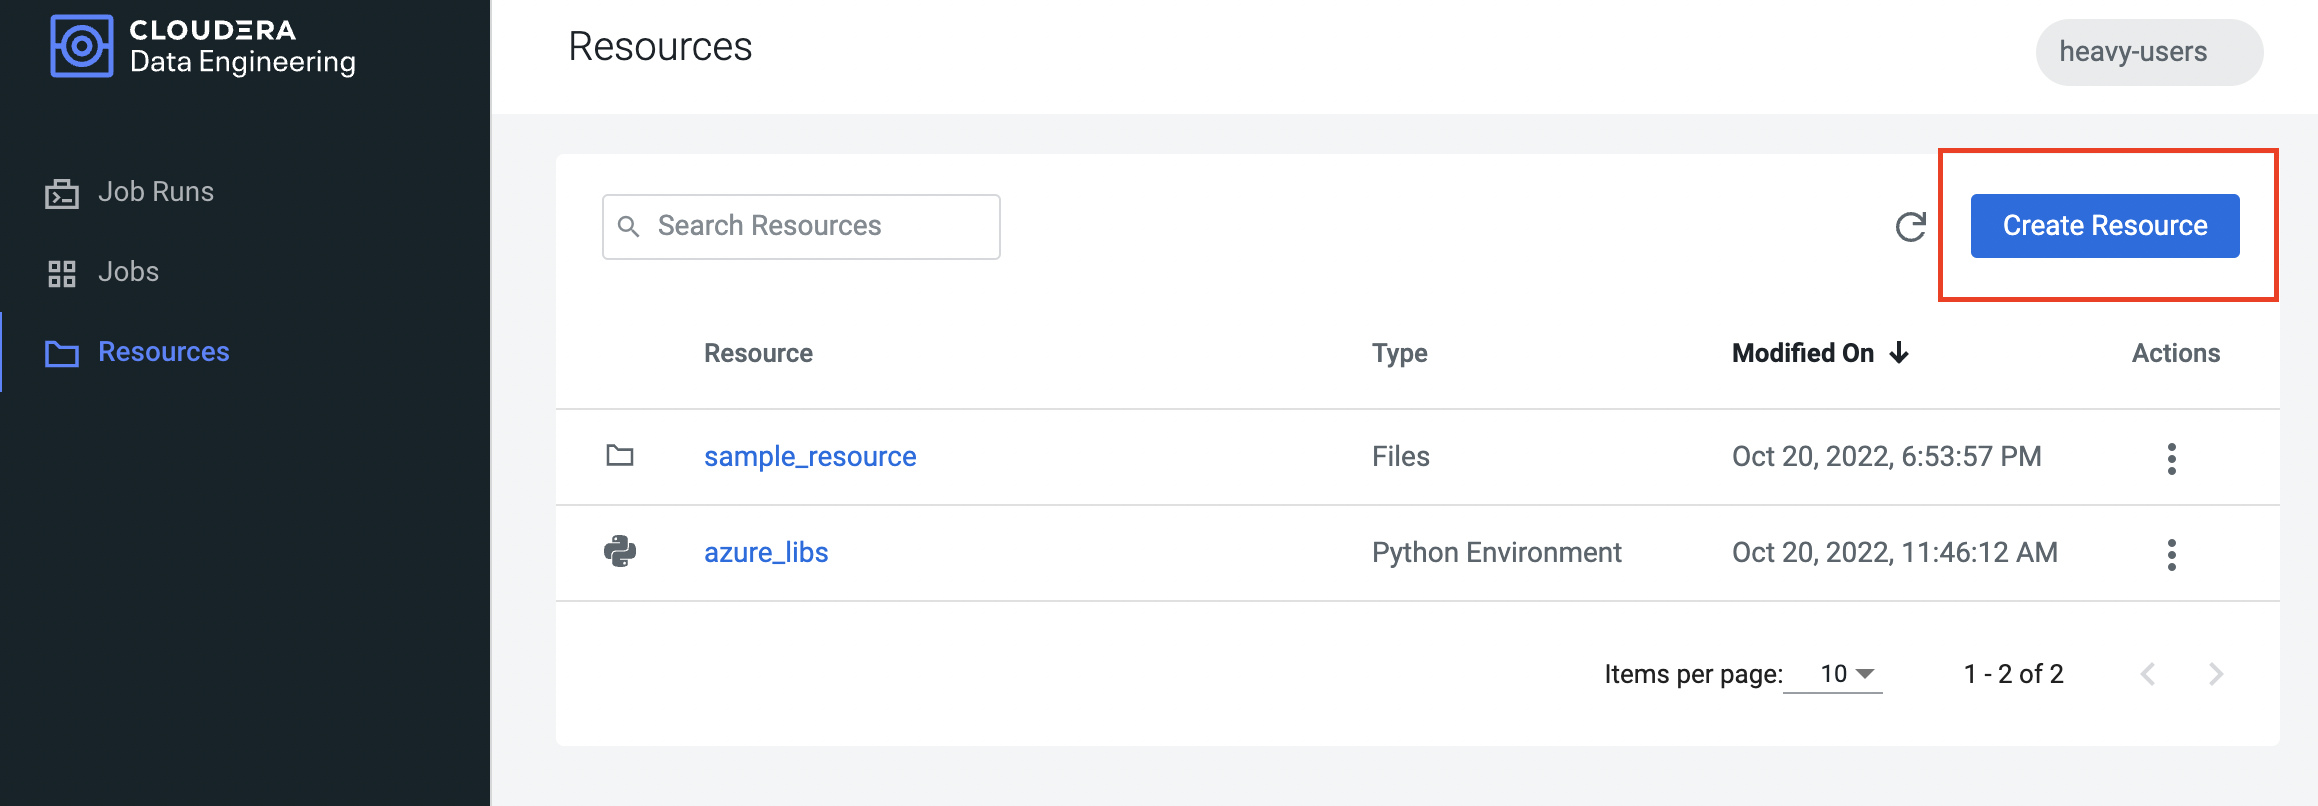 CLOUDERA
Data Engineering
Job Runs
Jobs
Resources
Resources
heavy-users
Search Resources
Create Resource
Resource Type Modified On Actions
sample_resource Files Oct 20, 2022, 6:53:57 PM
azure_libs Python Environment Oct 20, 2022, 11:46:12 AM
Items per page: 10 1 - 2 of 2